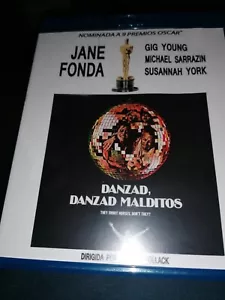 NOMINADA A 9 PREMIOS OSCAR
JANE
FONDA
GIG YOUNG
MICHAEL SARRAZIN
SUSANNAH YORK
DANZAD,
DANZAD MALDITOS
THEY SHOOT HORSES, DON'T THEY?
DIRIGIDA